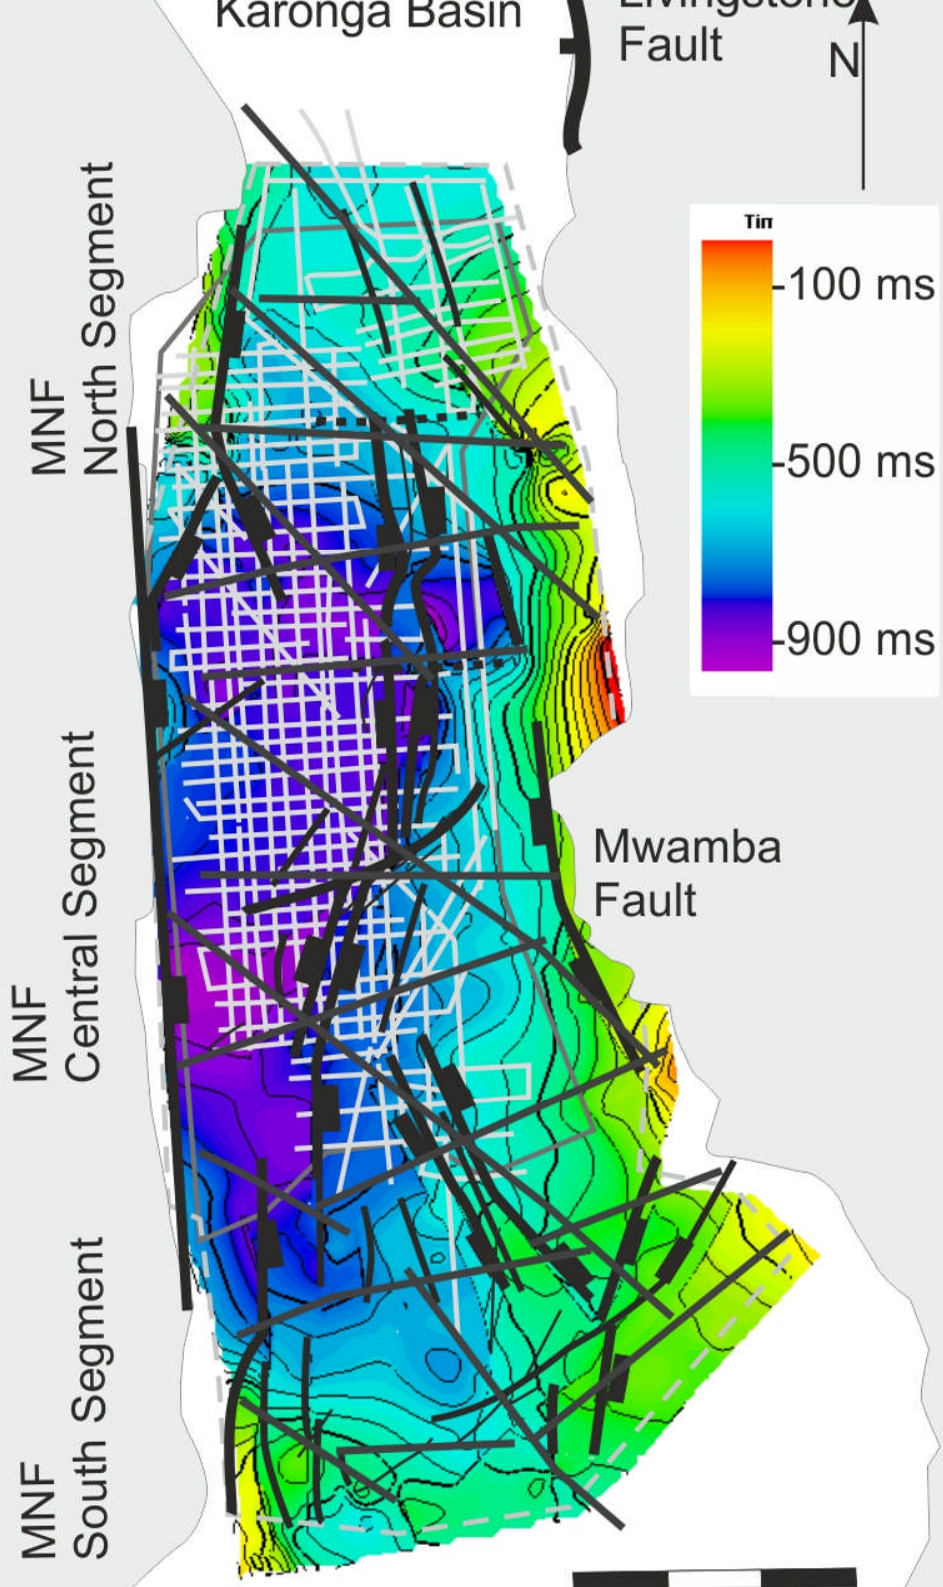 Karonga Basin
Livingstone
Fault
N
MNF
North Segment
Tim
-100 ms
-500 ms
-900 ms
Mwamba
Fault
MNF
Central Segment
MNF
South Segment